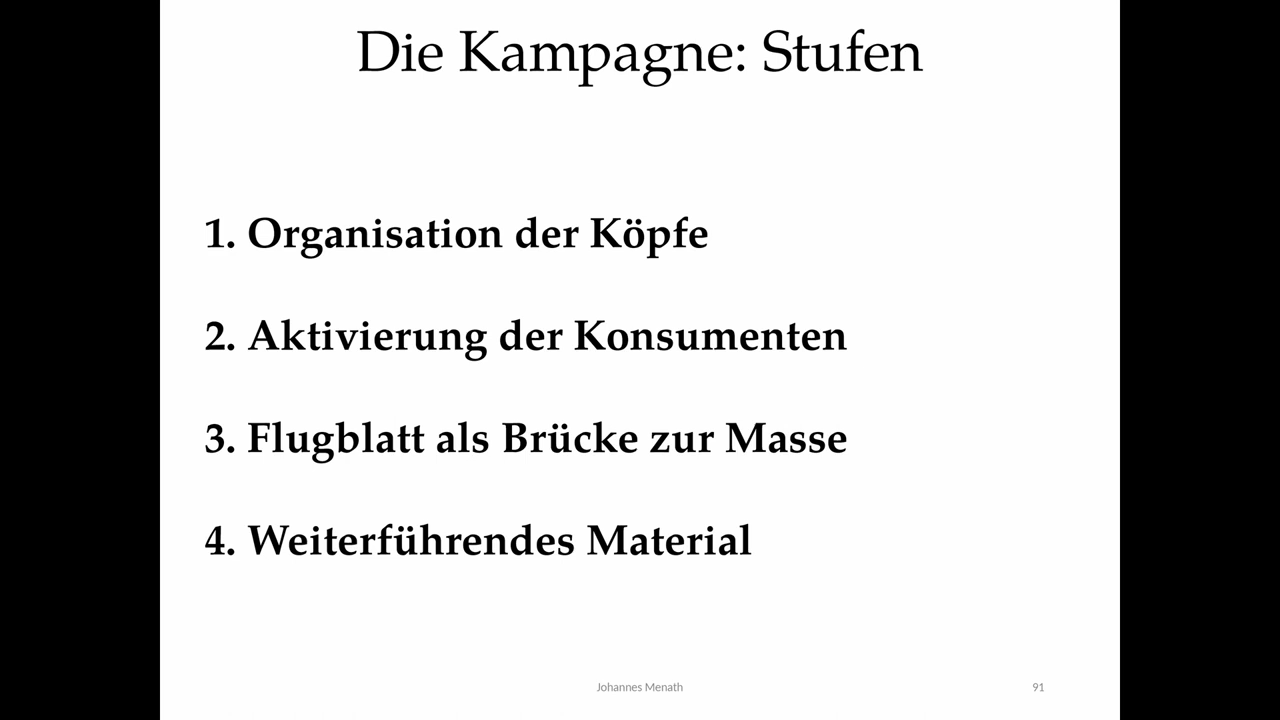 Die Kampagne: Stufen
1. Organisation der Köpfe
2. Aktivierung der Konsumenten
3. Flugblatt als Brücke zur Masse
4. Weiterführendes Material
Johannes Menath
91